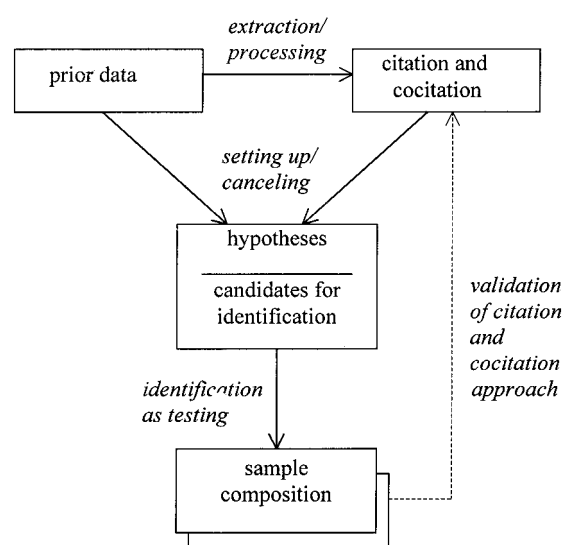 extraction/
processing
prior data
citation and
cocitation
setting up/
canceling
hypotheses
candidates for
identification
validation
of citation
and
cocitation
approach
identification
as testing
sample
composition